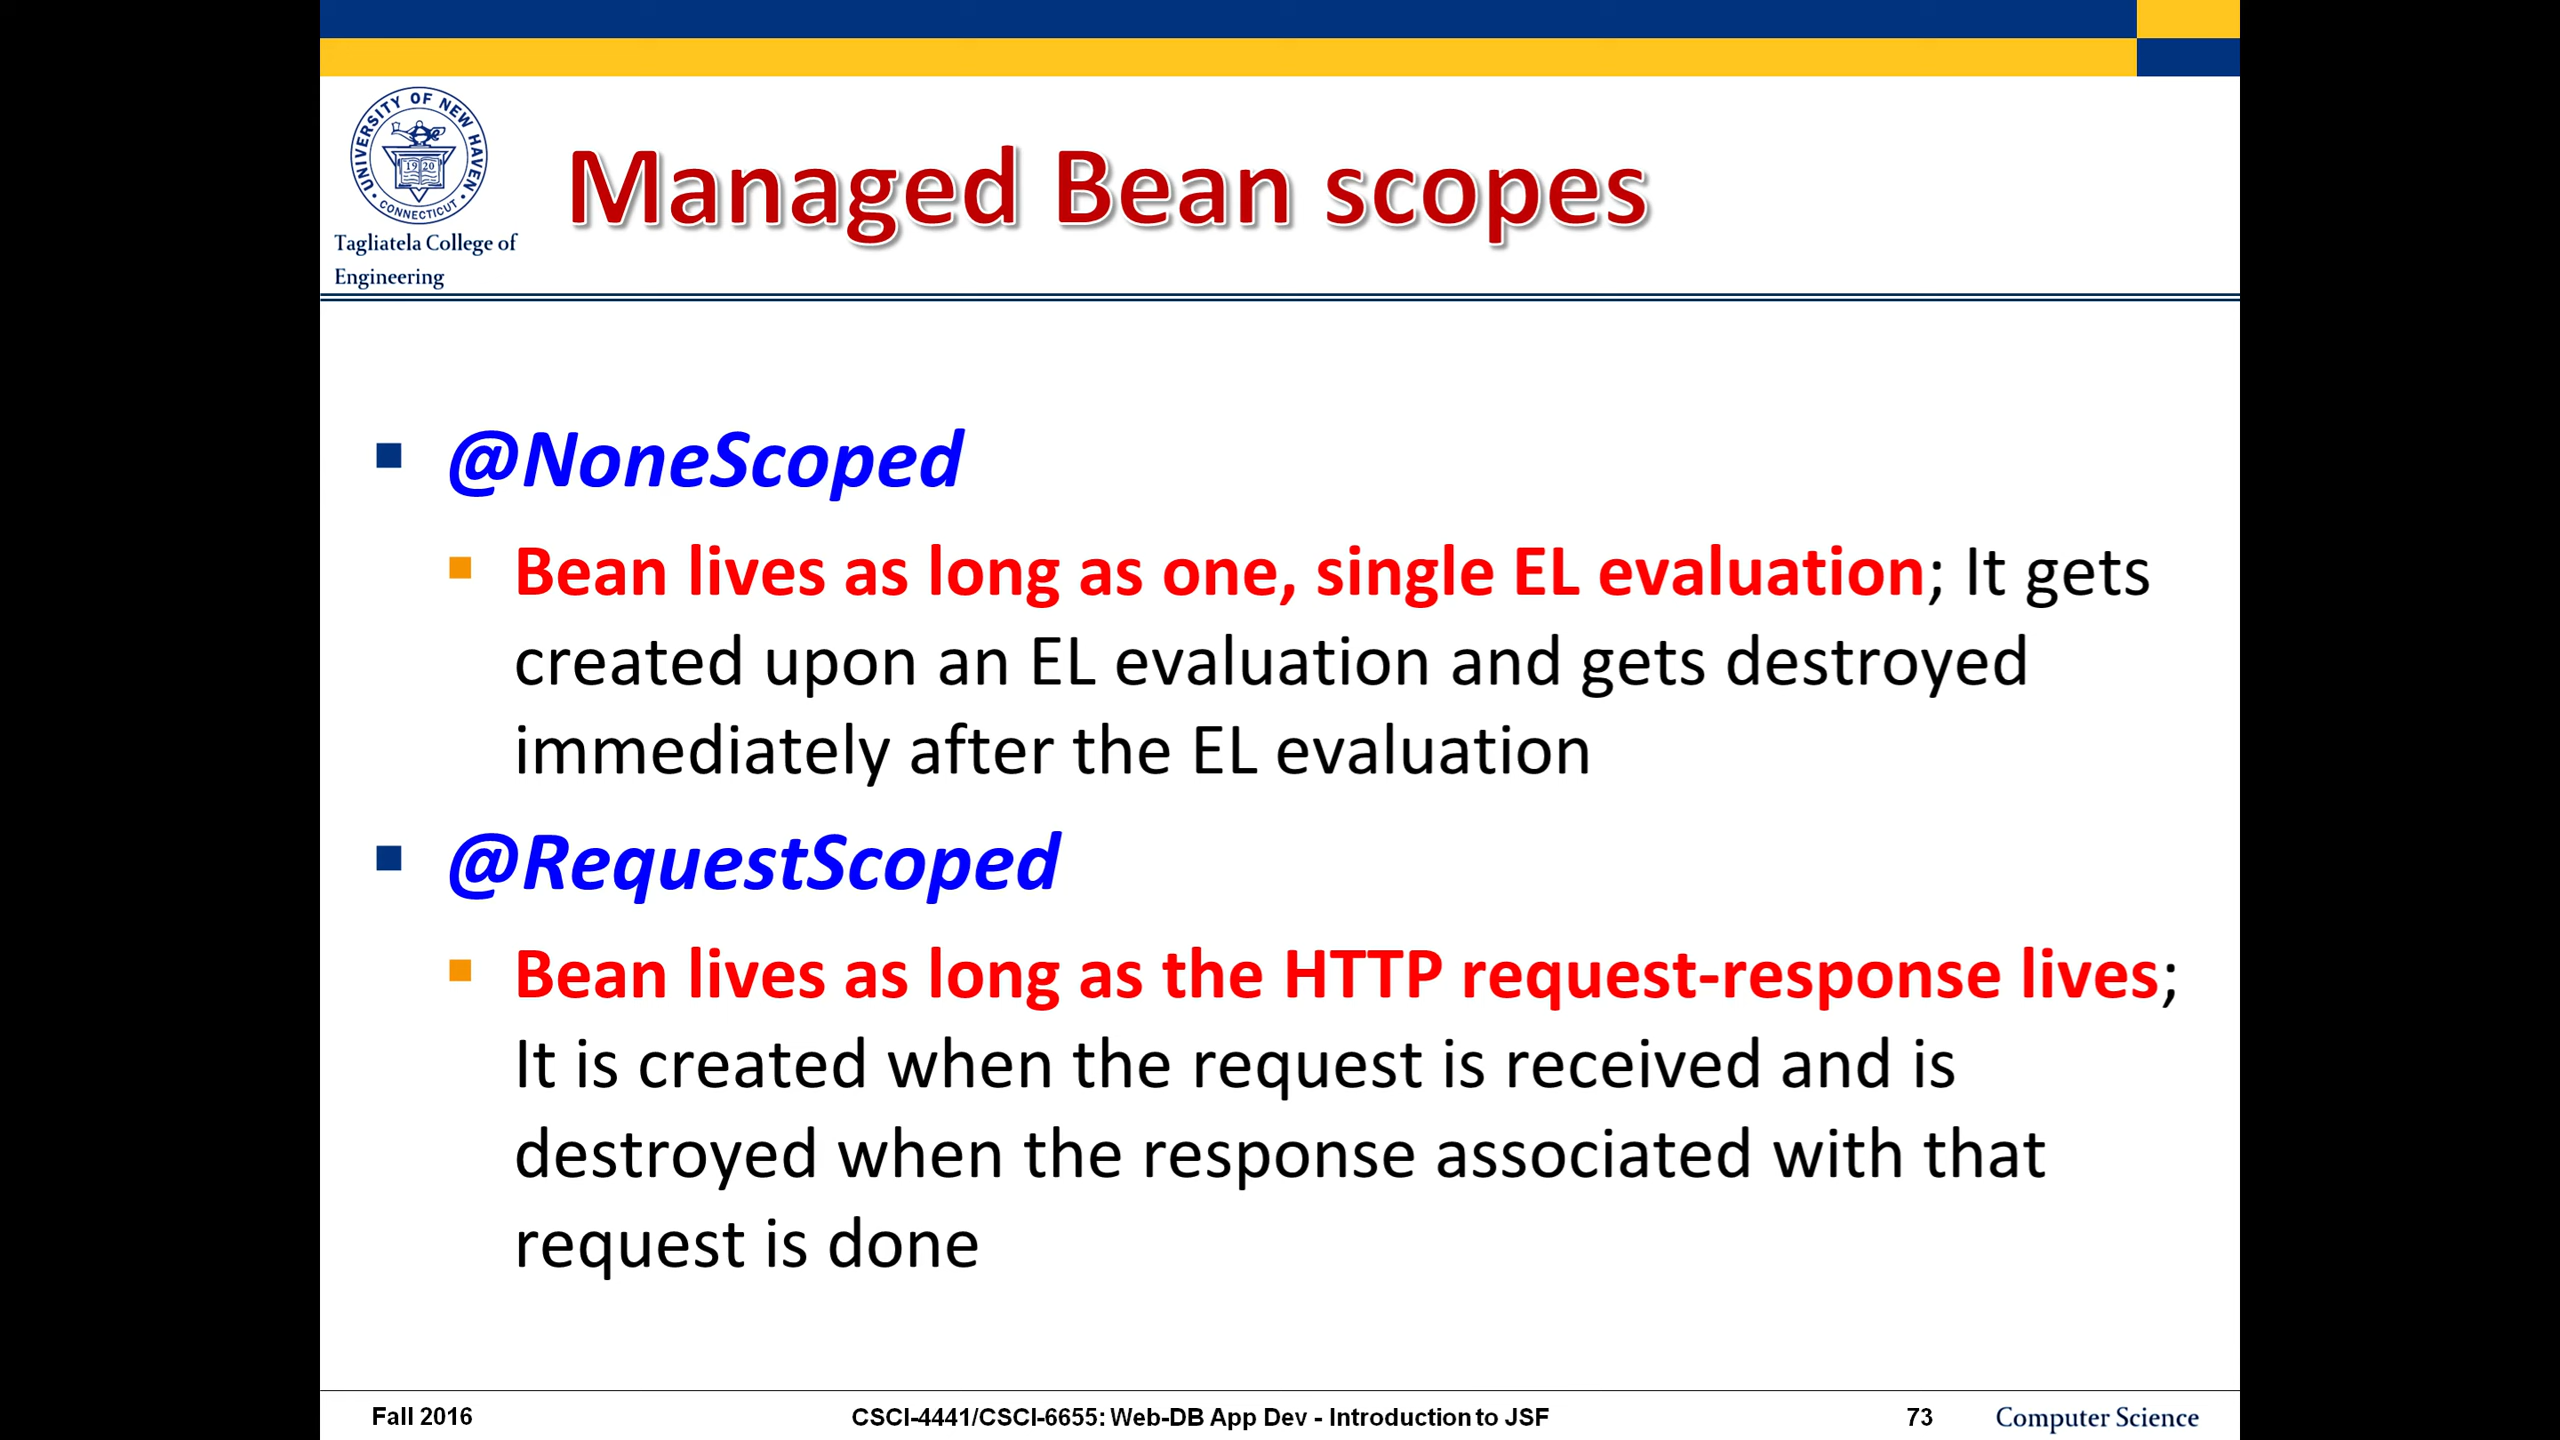 UNIVERSITY OF NEW HAVEN
1920
CONNECTICUT
Tagliatela College of
Engineering
Managed Bean scopes
@NoneScoped
Bean lives as long as one, single EL evaluation; It gets
created upon an EL evaluation and gets destroyed
immediately after the EL evaluation
@RequestScoped
Bean lives as long as the HTTP request-response lives;
It is created when the request is received and is
destroyed when the response associated with that
request is done
Fall 2016
CSCI-4441/CSCI-6655: Web-DB App Dev - Introduction to JSF
73
Computer Science